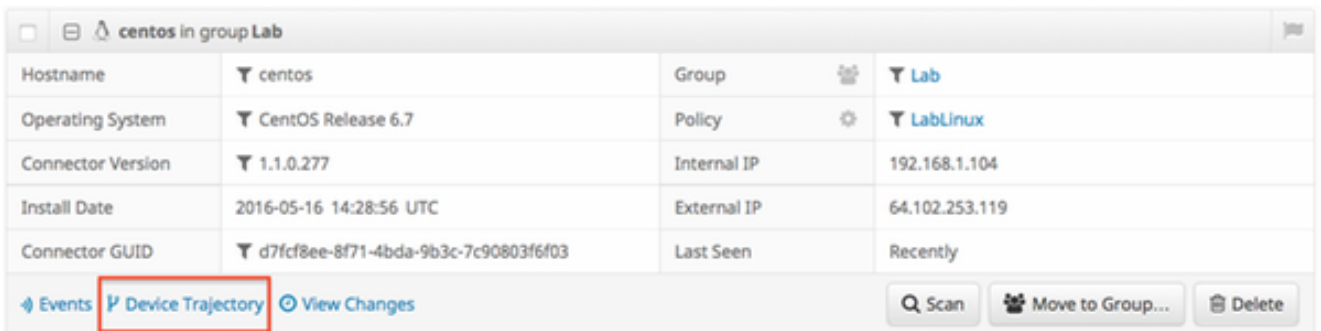 centos in group Lab
Hostname centos Group Lab
Operating System CentOS Release 6.7 Policy LabLinux
Connector Version 1.1.0.277 Internal IP 192.168.1.104
Install Date 2016-05-16 14:28:56 UTC External IP 64.102.253.119
Connector GUID d7fcf8ee-8f71-4bda-9b3c-7c90803f6f03 Last Seen Recently
Events Device Trajectory View Changes Scan Move to Group... Delete